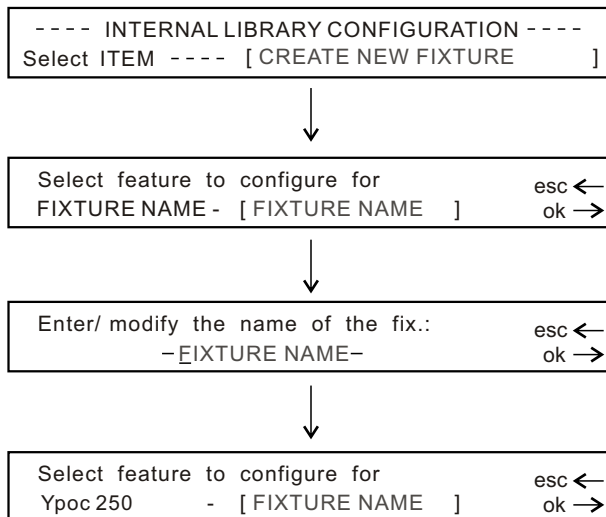 ---- INTERNAL LIBRARY CONFIGURATION ----
Select ITEM ---- [ CREATE NEW FIXTURE ]
Select feature to configure for esc ←
FIXTURE NAME - [ FIXTURE NAME ] ok →
Enter/ modify the name of the fix.: esc ←
–FIXTURE NAME– ok →
Select feature to configure for esc ←
Ypoc 250 - [ FIXTURE NAME ] ok →